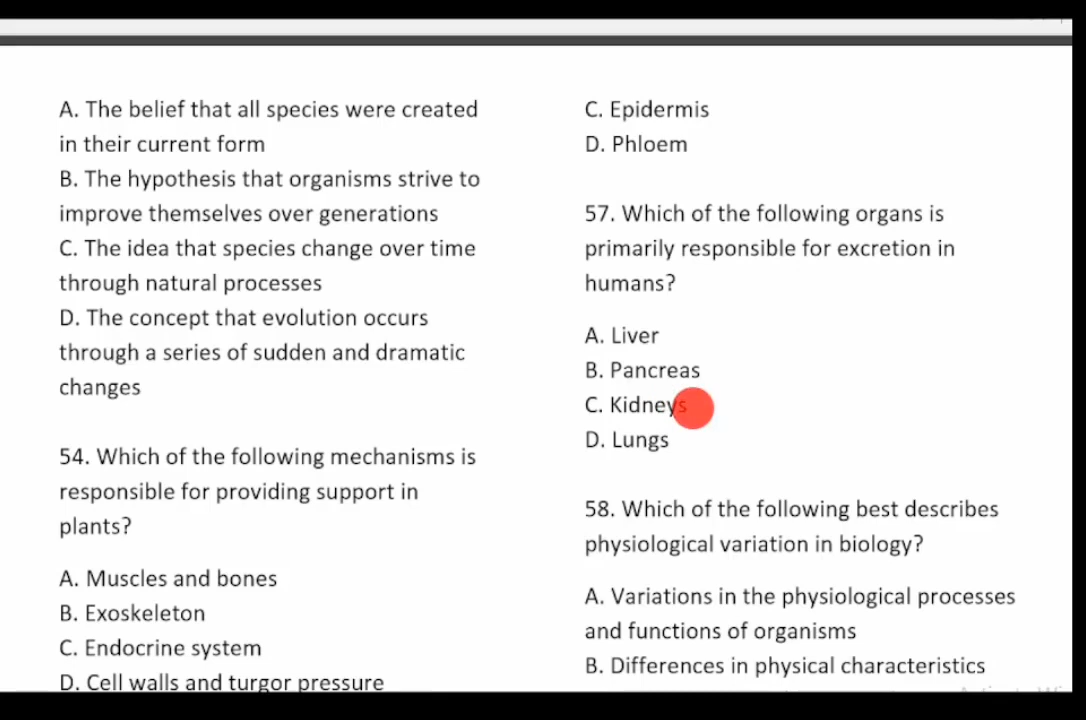 A. The belief that all species were created
in their current form
B. The hypothesis that organisms strive to
improve themselves over generations
C. The idea that species change over time
through natural processes
D. The concept that evolution occurs
through a series of sudden and dramatic
changes
54. Which of the following mechanisms is
responsible for providing support in
plants?
A. Muscles and bones
B. Exoskeleton
C. Endocrine system
D. Cell walls and turgor pressure
C. Epidermis
D. Phloem
57. Which of the following organs is
primarily responsible for excretion in
humans?
A. Liver
B. Pancreas
C. Kidneys
D. Lungs
58. Which of the following best describes
physiological variation in biology?
A. Variations in the physiological processes
and functions of organisms
B. Differences in physical characteristics